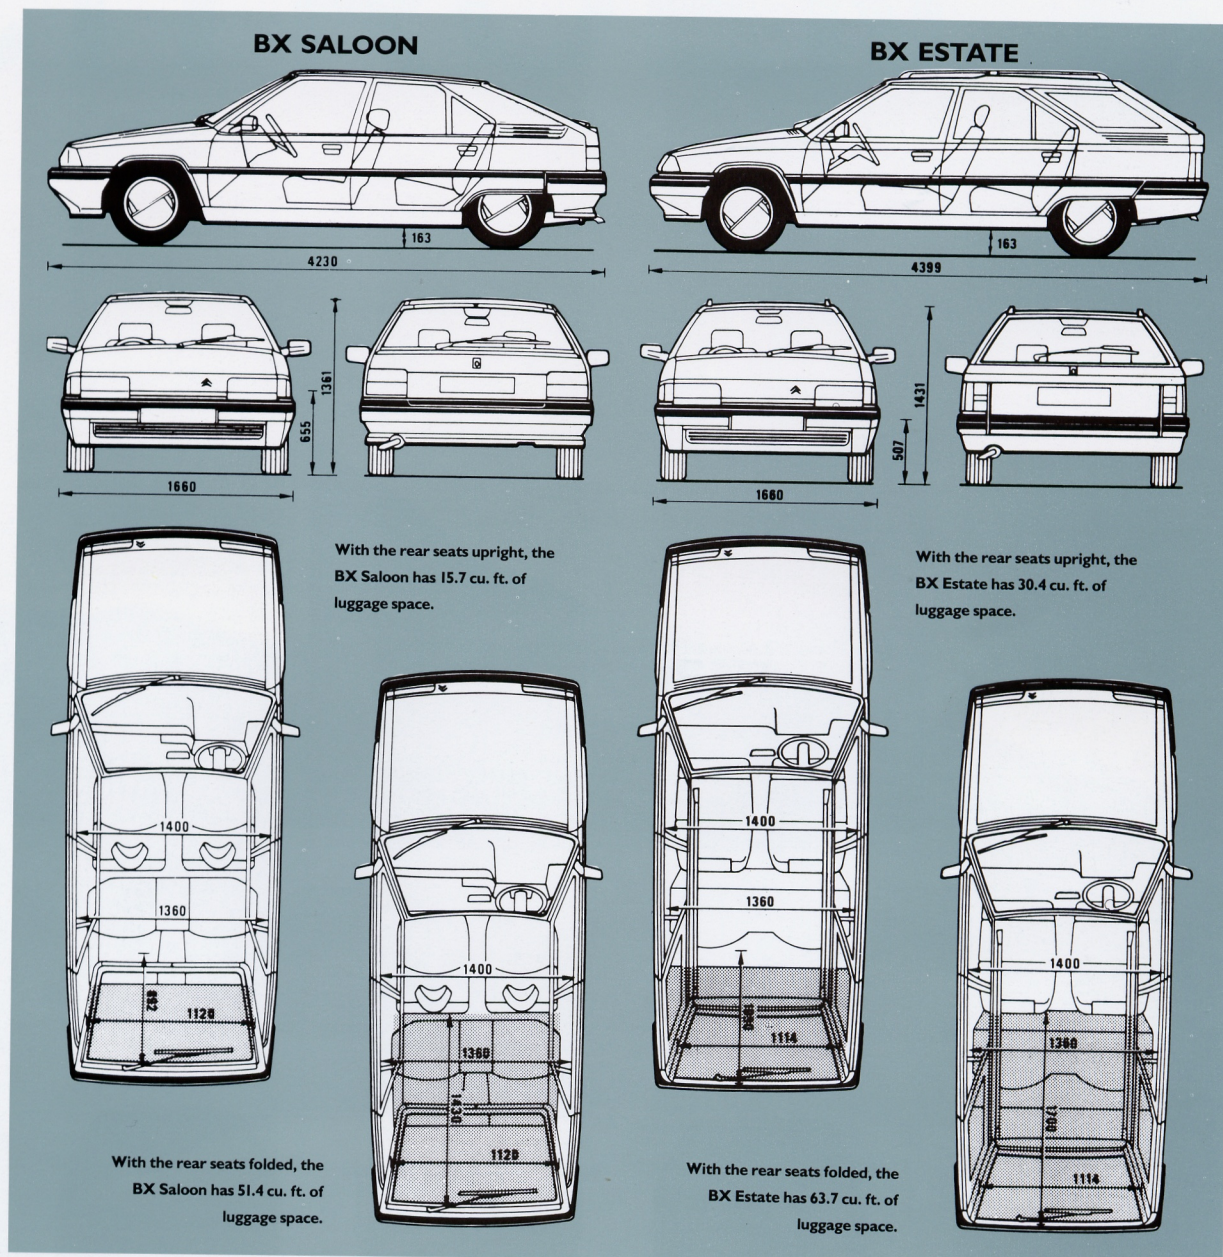 BX SALOON
163
4230
1361
655
1660
With the rear seats upright, the
BX Saloon has 15.7 cu. ft. of
luggage space.
1400
1360
892
1120
1400
1360
1430
1120
With the rear seats folded, the
BX Saloon has 51.4 cu. ft. of
luggage space.
BX ESTATE
163
4399
1431
507
1660
With the rear seats upright, the
BX Estate has 30.4 cu. ft. of
luggage space.
1400
1360
1114
1400
1360
1700
1114
With the rear seats folded, the
BX Estate has 63.7 cu. ft. of
luggage space.